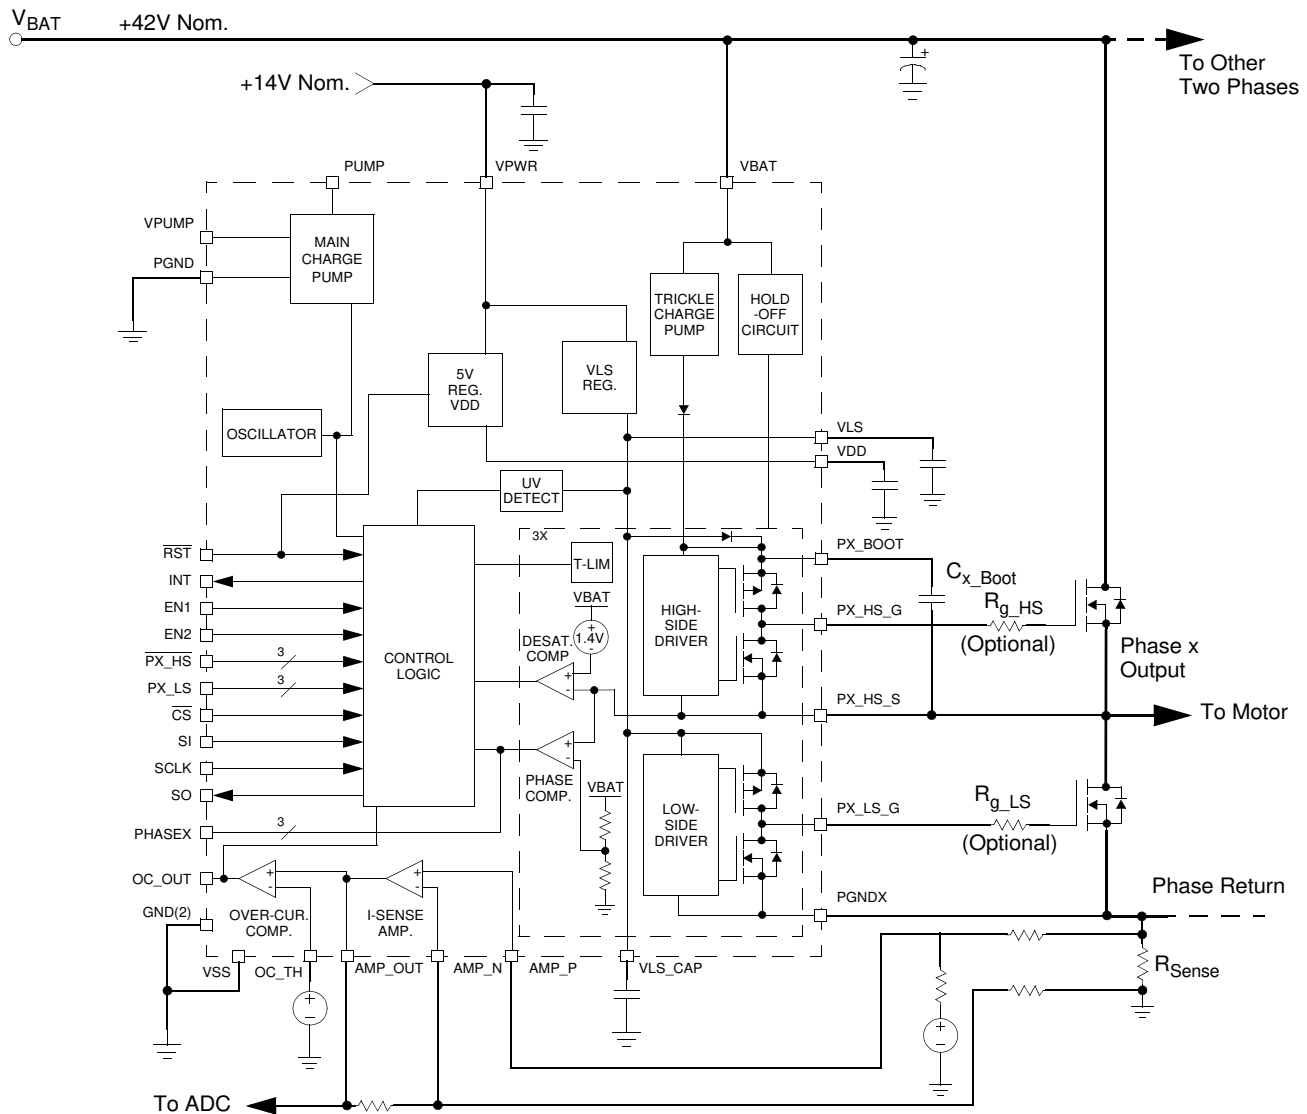 VBAT +42V Nom.
To Other
Two Phases
+14V Nom.
PUMP
VPWR
VBAT
VPUMP
PGND
MAIN
CHARGE
PUMP
TRICKLE
CHARGE
PUMP
HOLD
-OFF
CIRCUIT
5V
REG.
VDD
VLS
REG.
OSCILLATOR
VLS
VDD
UV
DETECT
3X
T-LIM
RST
INT
EN1
EN2
PX_HS
3
PX_LS
3
CS
SI
SCLK
SO
PHASEX
3
CONTROL
LOGIC
VBAT
+
1.4V
-
DESAT.
COMP
+
-
+
-
PHASE
COMP.
VBAT
HIGH-
SIDE
DRIVER
LOW-
SIDE
DRIVER
PX_BOOT
Cx_Boot
PX_HS_G
Rg_HS
(Optional)
Phase x
Output
PX_HS_S
To Motor
PX_LS_G
Rg_LS
(Optional)
PGNDX
Phase Return
OC_OUT
+
-
OVER-CUR.
COMP.
+
-
I-SENSE
AMP.
GND(2)
VSS
OC_TH
AMP_OUT
AMP_N
AMP_P
VLS_CAP
RSense
+
-
+
-
+
To ADC